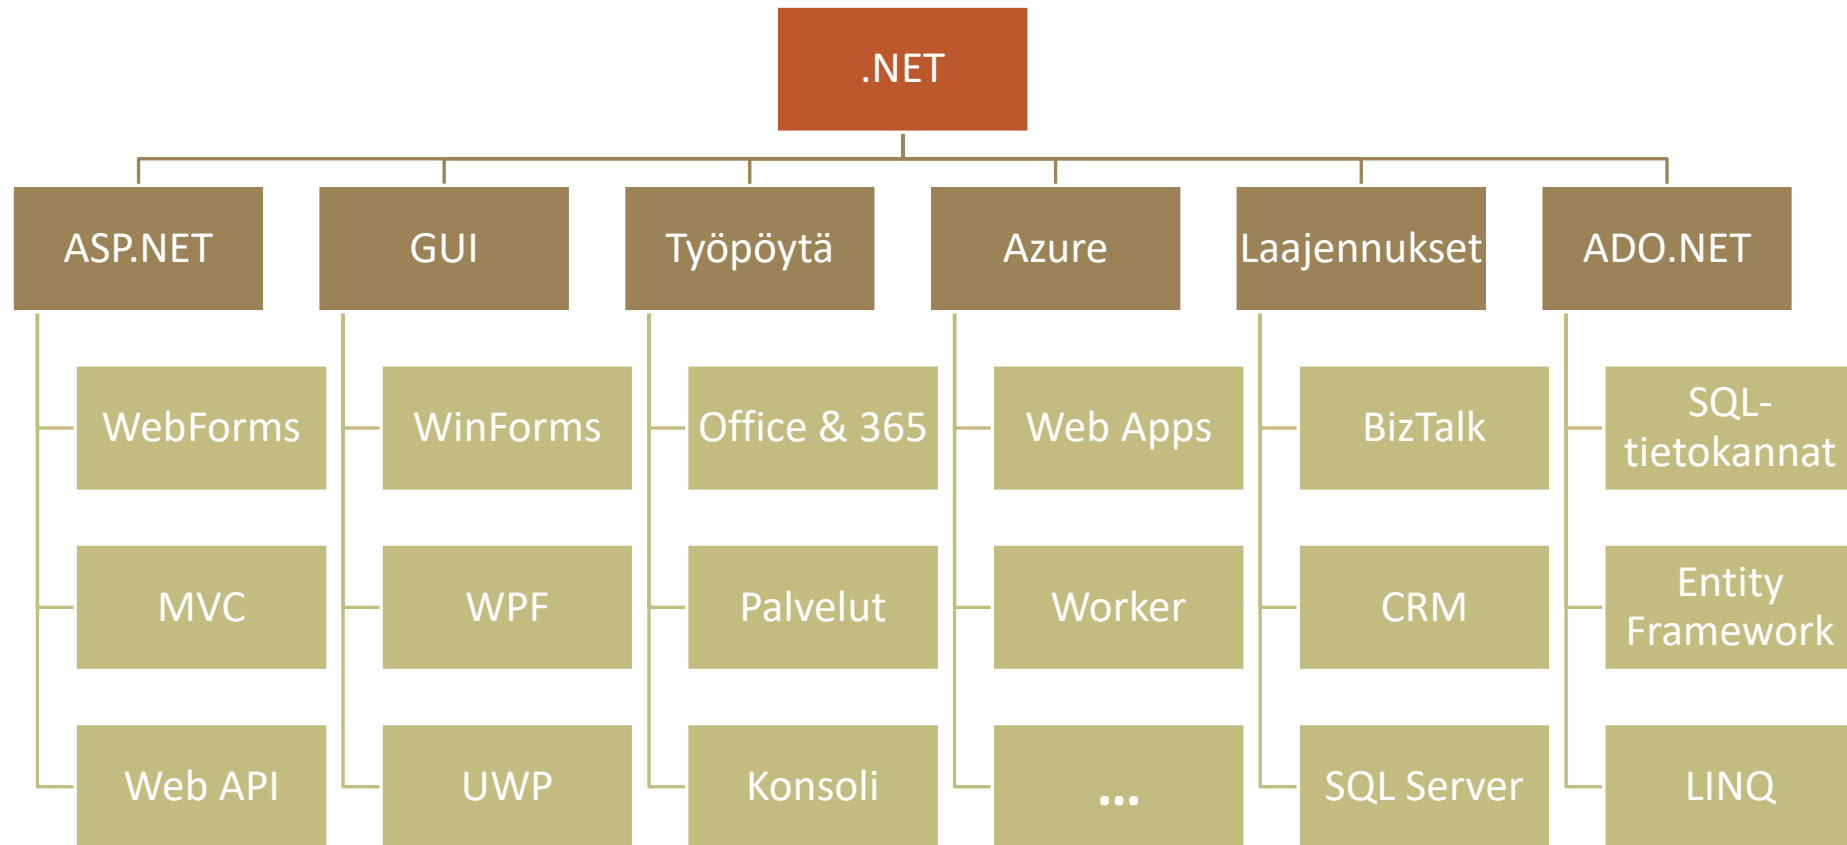 .NET
ASP.NET
GUI
Työpöytä
Azure
Laajennukset
ADO.NET
WebForms
WinForms
Office & 365
Web Apps
BizTalk
SQL-
tietokannat
MVC
WPF
Palvelut
Worker
CRM
Entity
Framework
Web API
UWP
Konsoli
...
SQL Server
LINQ